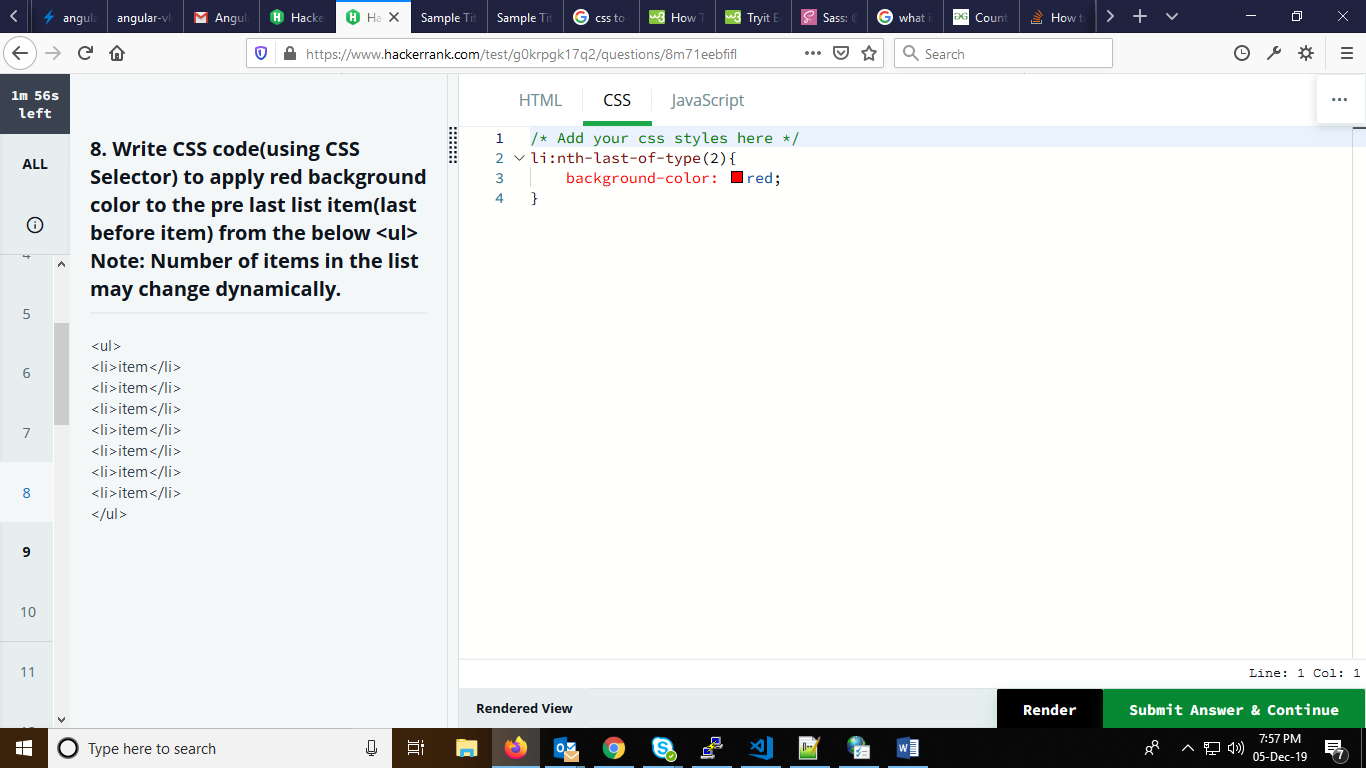 angula
angular-vl
Angul
Hacke
Ha
Sample Tit
Sample Tit
css to
How T
Tryit E
Sass: 
what i
Count
How t
https://www.hackerrank.com/test/g0krpgk17q2/questions/8m71eebfifl
Search
1m 56s
left
ALL
4
5
6
7
8
9
10
11
8. Write CSS code(using CSS
Selector) to apply red background
color to the pre last list item(last
before item) from the below <ul>
Note: Number of items in the list
may change dynamically.
<ul>
<li>item</li>
<li>item</li>
<li>item</li>
<li>item</li>
<li>item</li>
<li>item</li>
<li>item</li>
</ul>
HTML CSS JavaScript
1 /* Add your css styles here */
2 li:nth-last-of-type(2){
3 background-color: red;
4 }
Line: 1 Col: 1
Rendered View
Render
Submit Answer & Continue
Type here to search
7:57 PM
05-Dec-19
7